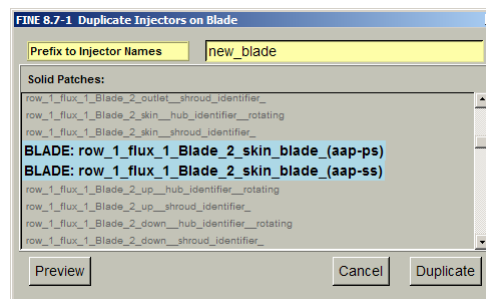 FINE 8.7-1 Duplicate Injectors on Blade
Prefix to Injector Names new_blade
Solid Patches:
row_1_flux_1_Blade_2_outlet__shroud_identifier_
row_1_flux_1_Blade_2_skin__hub_identifier__rotating
row_1_flux_1_Blade_2_skin__shroud_identifier_
BLADE: row_1_flux_1_Blade_2_skin_blade_(aap-ps)
BLADE: row_1_flux_1_Blade_2_skin_blade_(aap-ss)
row_1_flux_1_Blade_2_up__hub_identifier__rotating
row_1_flux_1_Blade_2_up__shroud_identifier_
row_1_flux_1_Blade_2_down__hub_identifier__rotating
row_1_flux_1_Blade_2_down__shroud_identifier_
Preview Cancel Duplicate